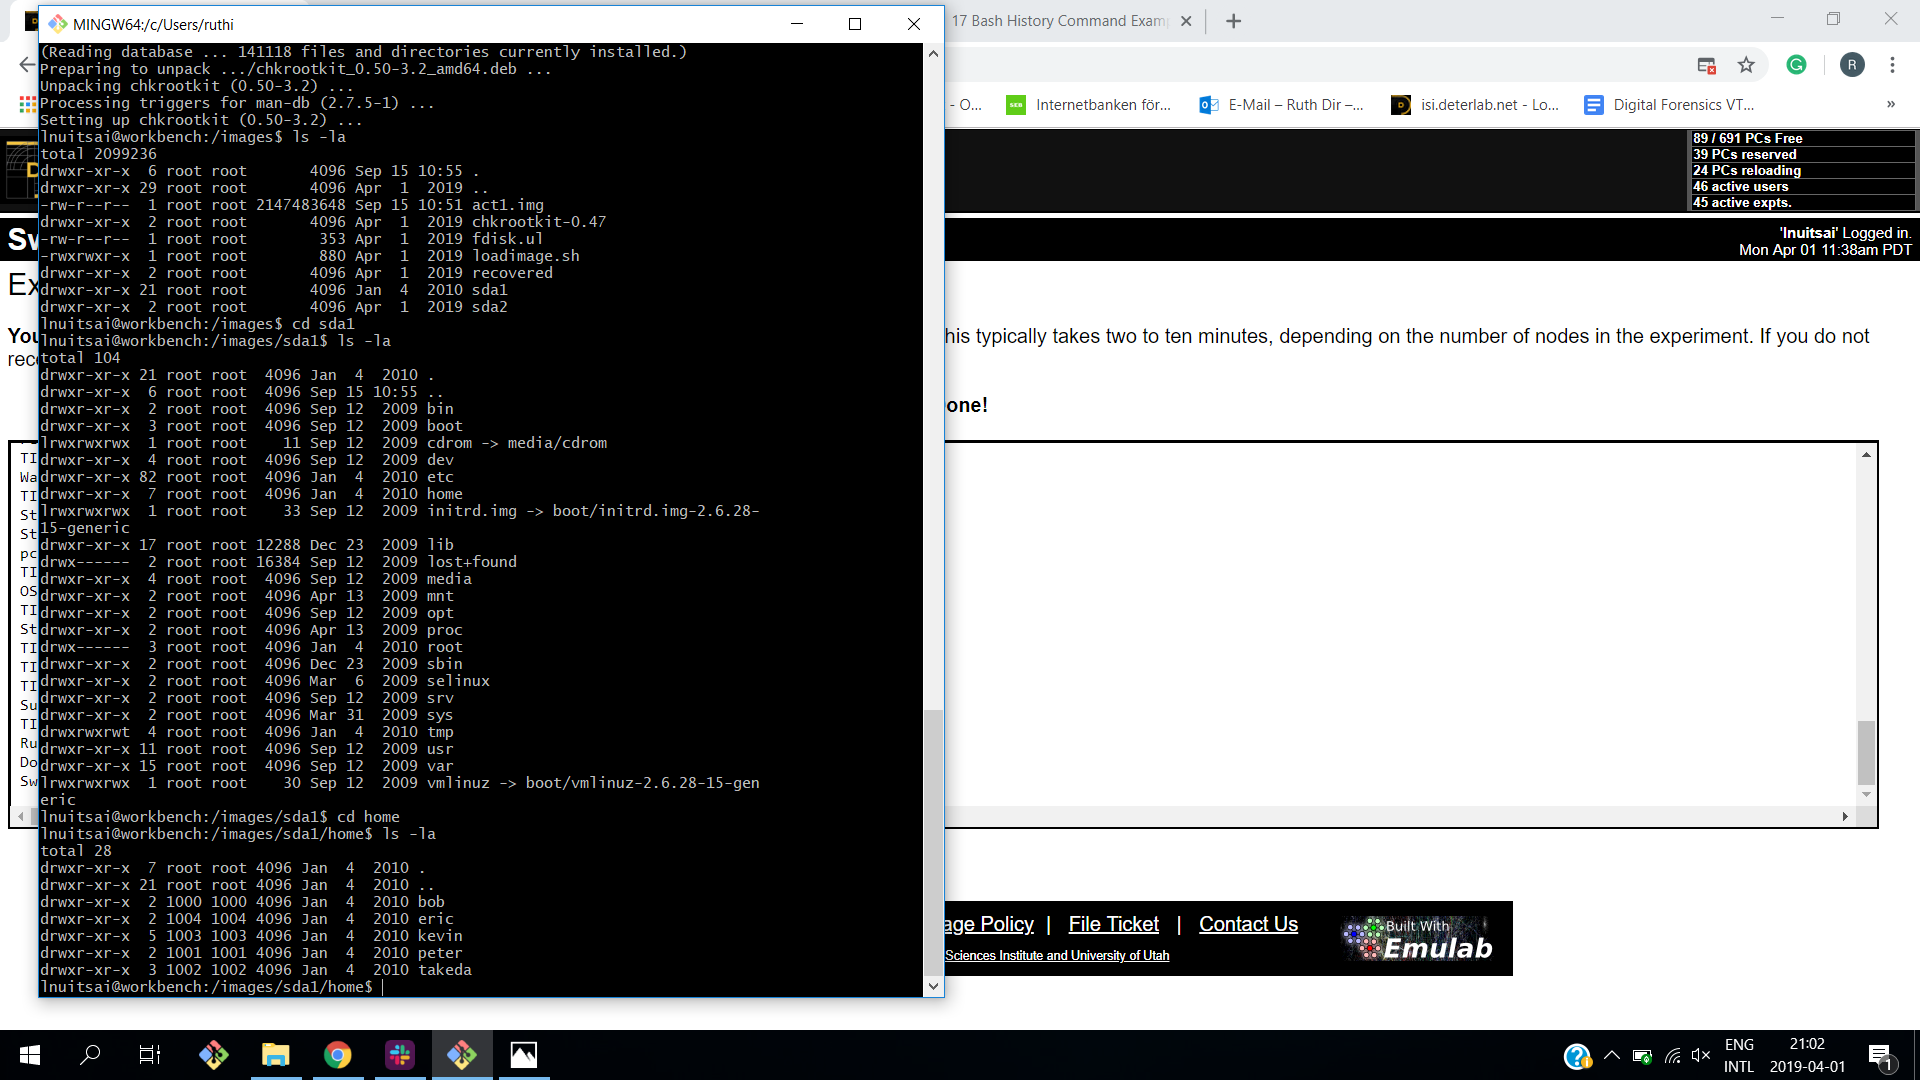 MINGW64:/c/Users/ruthi
17 Bash History Command Exam
(Reading database ... 141118 files and directories currently installed.)
Preparing to unpack .../chkrootkit_0.50-3.2_amd64.deb ...
Unpacking chkrootkit (0.50-3.2) ...
Processing triggers for man-db (2.7.5-1) ...
Setting up chkrootkit (0.50-3.2) ...
lnuitsai@workbench:/images$ ls -la
total 2099236
drwxr-xr-x  6 root root       4096 Sep 15 10:55 .
drwxr-xr-x 29 root root       4096 Apr  1  2019 ..
-rw-r--r--  1 root root 2147483648 Sep 15 10:51 act1.img
drwxr-xr-x  2 root root       4096 Apr  1  2019 chkrootkit-0.47
-rw-r--r--  1 root root        353 Apr  1  2019 fdisk.ul
-rwxrwxr-x  1 root root        880 Apr  1  2019 loadimage.sh
drwxr-xr-x  2 root root       4096 Apr  1  2019 recovered
drwxr-xr-x 21 root root       4096 Jan  4  2010 sda1
drwxr-xr-x  2 root root       4096 Apr  1  2019 sda2
lnuitsai@workbench:/images$ cd sda1
lnuitsai@workbench:/images/sda1$ ls -la
total 104
drwxr-xr-x 21 root root  4096 Jan  4  2010 .
drwxr-xr-x  6 root root  4096 Sep 15 10:55 ..
drwxr-xr-x  2 root root  4096 Sep 12  2009 bin
drwxr-xr-x  3 root root  4096 Sep 12  2009 boot
lrwxrwxrwx  1 root root    11 Sep 12  2009 cdrom -> media/cdrom
drwxr-xr-x  4 root root  4096 Sep 12  2009 dev
drwxr-xr-x 82 root root  4096 Jan  4  2010 etc
drwxr-xr-x  7 root root  4096 Jan  4  2010 home
lrwxrwxrwx  1 root root    33 Sep 12  2009 initrd.img -> boot/initrd.img-2.6.28-
15-generic
drwxr-xr-x 17 root root 12288 Dec 23  2009 lib
drwx------  2 root root 16384 Sep 12  2009 lost+found
drwxr-xr-x  4 root root  4096 Sep 12  2009 media
drwxr-xr-x  2 root root  4096 Apr 13  2009 mnt
drwxr-xr-x  2 root root  4096 Sep 12  2009 opt
drwxr-xr-x  2 root root  4096 Apr 13  2009 proc
drwx------  3 root root  4096 Jan  4  2010 root
drwxr-xr-x  2 root root  4096 Dec 23  2009 sbin
drwxr-xr-x  2 root root  4096 Mar  6  2009 selinux
drwxr-xr-x  2 root root  4096 Sep 12  2009 srv
drwxr-xr-x  2 root root  4096 Mar 31  2009 sys
drwxrwxrwt  4 root root  4096 Jan  4  2010 tmp
drwxr-xr-x 11 root root  4096 Sep 12  2009 usr
drwxr-xr-x 15 root root  4096 Sep 12  2009 var
lrwxrwxrwx  1 root root    30 Sep 12  2009 vmlinuz -> boot/vmlinuz-2.6.28-15-gen
eric
lnuitsai@workbench:/images/sda1$ cd home
lnuitsai@workbench:/images/sda1/home$ ls -la
total 28
drwxr-xr-x  7 root root 4096 Jan  4  2010 .
drwxr-xr-x 21 root root 4096 Jan  4  2010 ..
drwxr-xr-x  2 1000 1000 4096 Jan  4  2010 bob
drwxr-xr-x  2 1004 1004 4096 Jan  4  2010 eric
drwxr-xr-x  5 1003 1003 4096 Jan  4  2010 kevin
drwxr-xr-x  2 1001 1001 4096 Jan  4  2010 peter
drwxr-xr-x  3 1002 1002 4096 Jan  4  2010 takeda
lnuitsai@workbench:/images/sda1/home$
R
- O...
SEB Internetbanken för...
E-Mail – Ruth Dir –...
isi.deterlab.net - Lo...
Digital Forensics VT...
»
89 / 691 PCs Free
39 PCs reserved
24 PCs reloading
46 active users
45 active expts.
Sw
'lnuitsai' Logged in.
Mon Apr 01 11:38am PDT
Ex
You
his typically takes two to ten minutes, depending on the number of nodes in the experiment. If you do not
rece
one!
TI
Wa
TI
St
St
pc
TI
OS
TI
St
TI
TI
TI
Su
TI
Ru
Do
Sw
age Policy | File Ticket | Contact Us
Sciences Institute and University of Utah
Built With
Emulab
ENG
INTL
21:02
2019-04-01
1